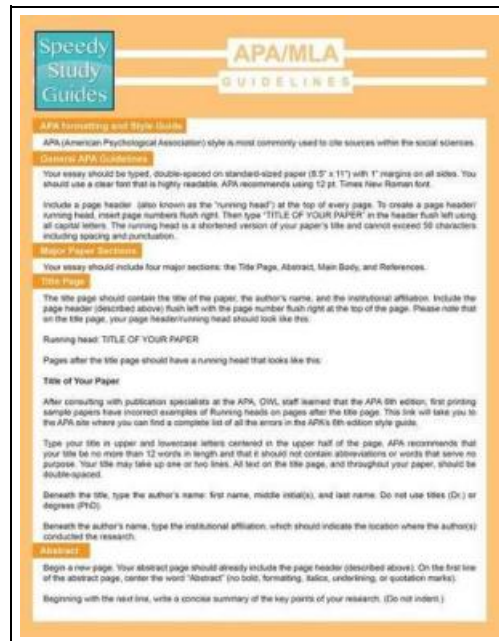 Speedy
Study
Guides
APA/MLA
GUIDELINES
APA Formatting and Style Guide
APA (American Psychological Association) style is most commonly used to cite sources within the social sciences.
General APA Guidelines
Your essay should be typed, double-spaced on standard-sized paper (8.5" x 11") with 1" margins on all sides. You
should use a clear font that is highly readable. APA recommends using 12 pt. Times New Roman font.
Include a page header (also known as the "running head") at the top of every page. To create a page header/
running head, insert page numbers flush right. Then type "TITLE OF YOUR PAPER" in the header flush left using
all capital letters. The running head is a shortened version of your paper's title and cannot exceed 50 characters
including spacing and punctuation.
Major Paper Sections
Your essay should include four major sections: the Title Page, Abstract, Main Body, and References.
Title Page
The title page should contain the title of the paper, the author's name, and the institutional affiliation. Include the
page header (described above) flush left with the page number flush right at the top of the page. Please note that
on the title page, your page header/running head should look like this:
Running head: TITLE OF YOUR PAPER
Pages after the title page should have a running head that looks like this:
Title of Your Paper
After consulting with publication specialists at the APA, OWL staff learned that the APA 6th edition, first printing
sample papers have incorrect examples of Running heads on pages after the title page. This link will take you to
the APA site where you can find a complete list of all the errors in the APA's 6th edition style guide.
Type your title in upper and lowercase letters centered in the upper half of the page. APA recommends that
your title be no more than 12 words in length and that it should not contain abbreviations or words that serve no
purpose. Your title may take up one or two lines. All text on the title page, and throughout your paper, should be
double-spaced.
Beneath the title, type the author's name: first name, middle initial(s), and last name. Do not use titles (Dr.) or
degrees (PhD).
Beneath the author's name, type the institutional affiliation, which should indicate the location where the author(s)
conducted the research.
Abstract
Begin a new page. Your abstract page should already include the page header (described above). On the first line
of the abstract page, center the word "Abstract" (no bold, formatting, italics, underlining, or quotation marks).
Beginning with the next line, write a concise summary of the key points of your research. (Do not indent.)